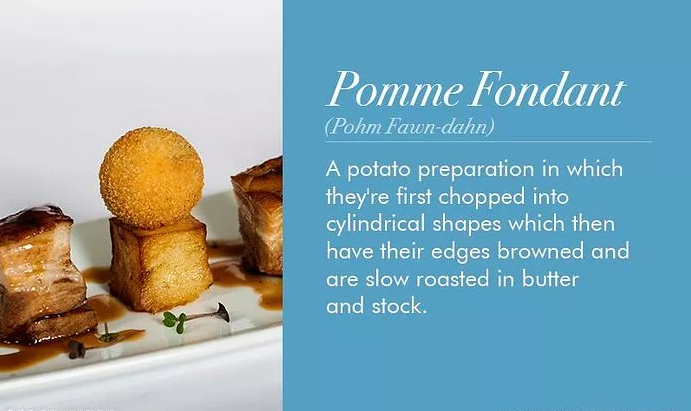 Pomme Fondant
(Pohm Fawn-dahn)
A potato preparation in which
they're first chopped into
cylindrical shapes which then
have their edges browned and
are slow roasted in butter
and stock.